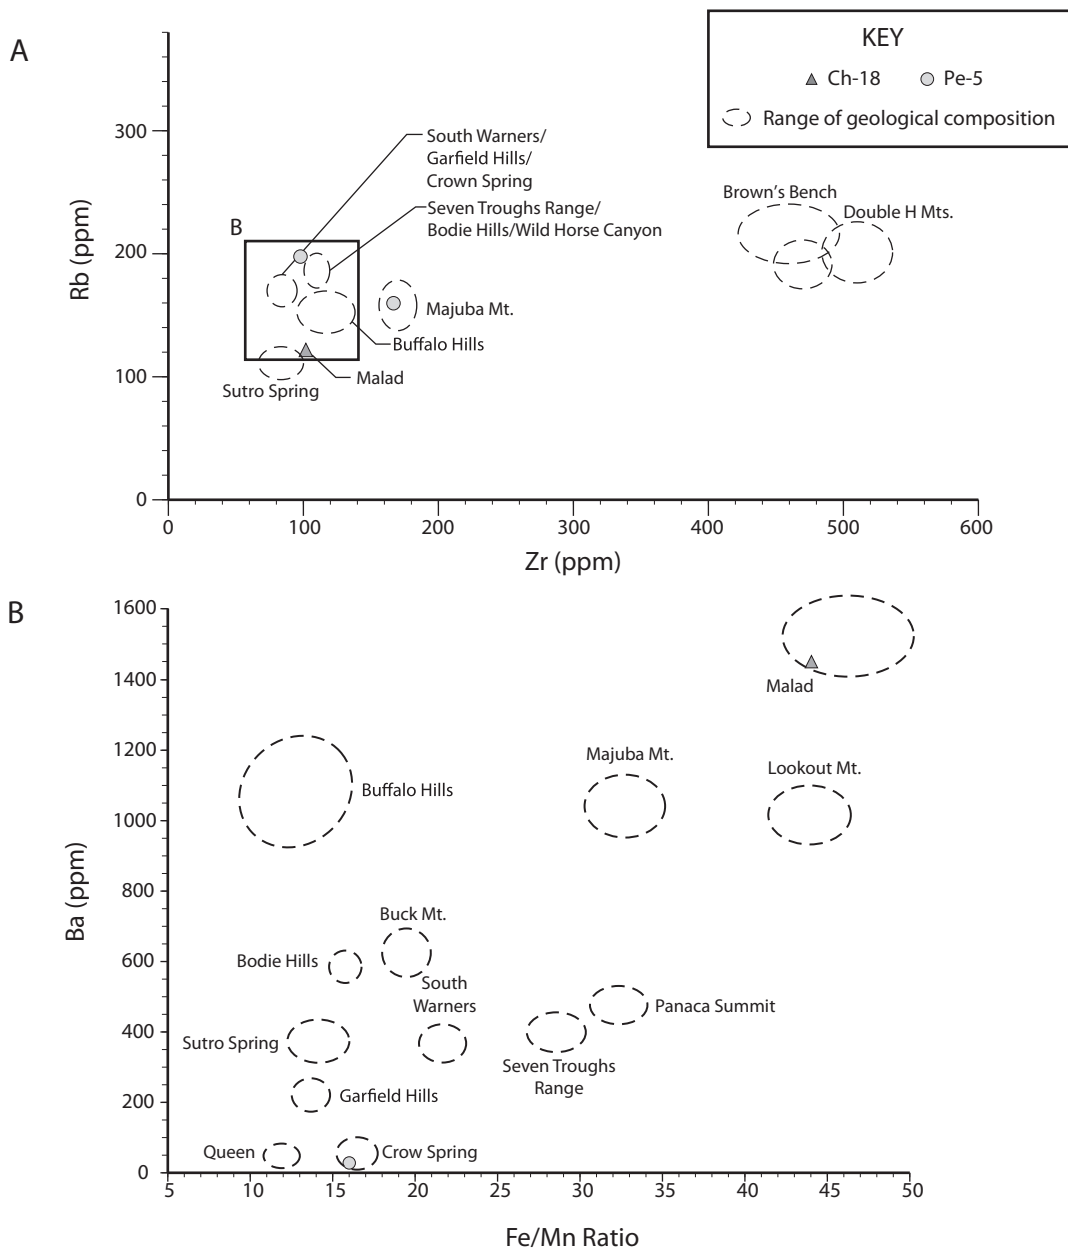 A
KEY
Ch-18
Pe-5
Range of geological composition
300
200
100
0
Rb (ppm)
South Warners/
Garfield Hills/
Crown Spring
Seven Troughs Range/
Bodie Hills/Wild Horse Canyon
B
Brown's Bench
Double H Mts.
Majuba Mt.
Buffalo Hills
Malad
Sutro Spring
0
100
200
300
400
500
600
Zr (ppm)
B
1600
1400
1200
1000
800
600
400
200
0
Ba (ppm)
Malad
Majuba Mt.
Lookout Mt.
Buffalo Hills
Buck Mt.
Bodie Hills
South
Warners
Panaca Summit
Sutro Spring
Seven Troughs
Range
Garfield Hills
Queen
Crow Spring
5
10
15
20
25
30
35
40
45
50
Fe/Mn Ratio